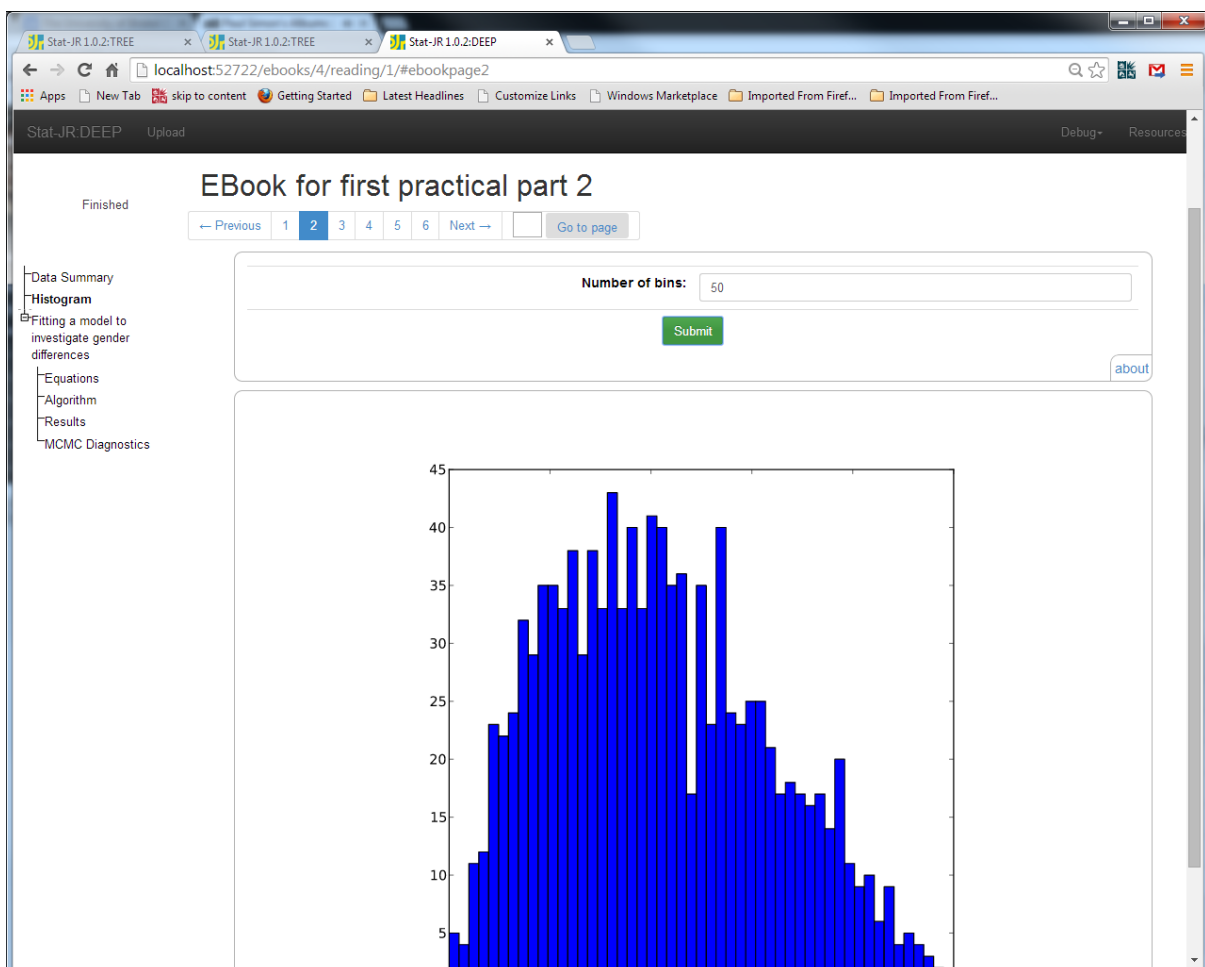 Stat-JR 1.0.2:TREE
Stat-JR 1.0.2:TREE
Stat-JR 1.0.2:DEEP
localhost:52722/ebooks/4/reading/1/#ebookpage2
Apps New Tab skip to content Getting Started Latest Headlines Customize Links Windows Marketplace Imported From Firef... Imported From Firef...
Stat-JR:DEEP Upload Debug Resources
EBook for first practical part 2
Finished
← Previous 1 2 3 4 5 6 Next → Go to page
Data Summary
Histogram
Fitting a model to
investigate gender
differences
Equations
Algorithm
Results
MCMC Diagnostics
Number of bins: 50
Submit
about
45
40
35
30
25
20
15
10
5